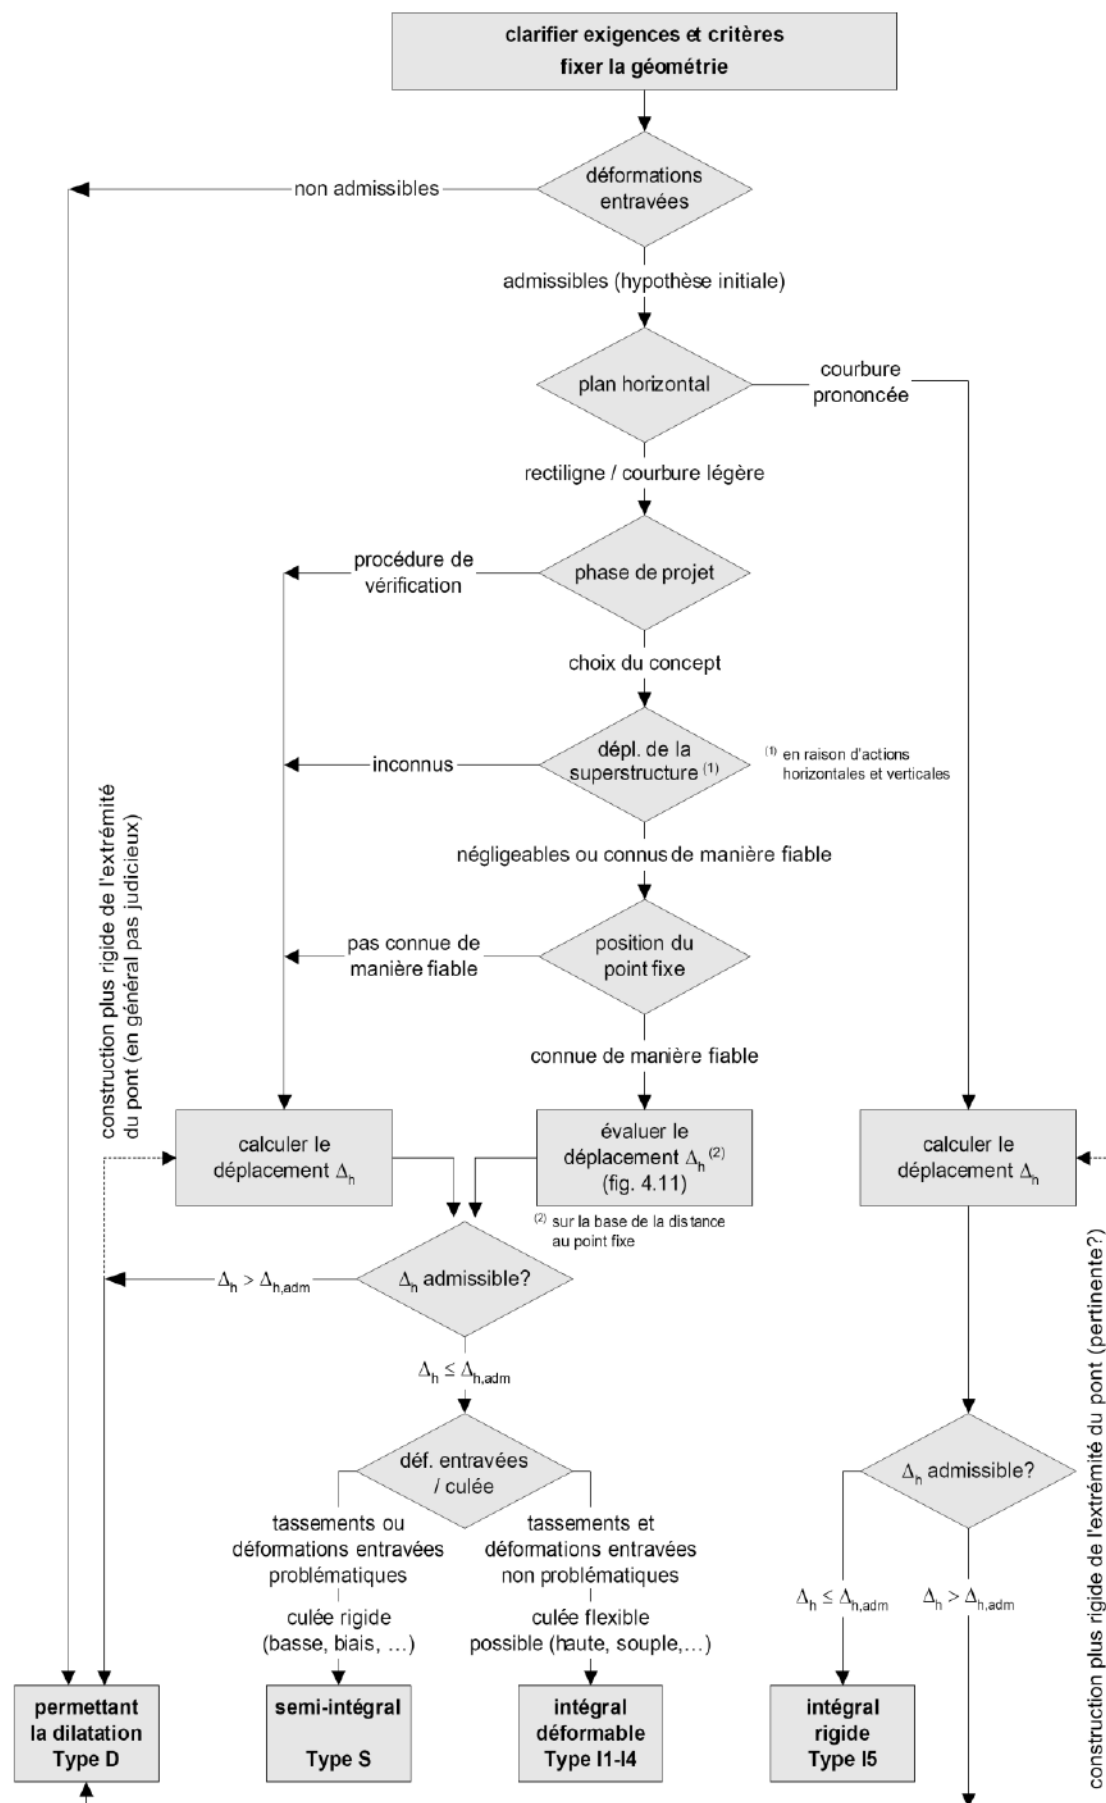 clarifier exigences et critères
fixer la géométrie
déformations
entravées
non admissibles
admissibles (hypothèse initiale)
plan horizontal
courbure
prononcée
rectiligne / courbure légère
procédure de
vérification
phase de projet
choix du concept
inconnus
dépl. de la
superstructure (1)
(1) en raison d'actions
horizontales et verticales
négligeables ou connus de manière fiable
construction plus rigide de l'extrémité
du pont (en général pas judicieux)
pas connue de
manière fiable
position du
point fixe
connue de manière fiable
calculer le
déplacement Δh
évaluer le
déplacement Δh (2)
(fig. 4.11)
calculer le
déplacement Δh
(2) sur la base de la distance
au point fixe
Δh > Δh,adm
Δh admissible?
Δh ≤ Δh,adm
construction plus rigide de l'extrémité du pont (pertinente?)
déf. entravées
/ culée
Δh admissible?
tassements ou
déformations entravées
problématiques
culée rigide
(basse, biais, …)
tassements et
déformations entravées
non problématiques
culée flexible
possible (haute, souple,…)
Δh ≤ Δh,adm
Δh > Δh,adm
permettant
la dilatation
Type D
semi-intégral
Type S
intégral
déformable
Type I1-I4
intégral
rigide
Type I5